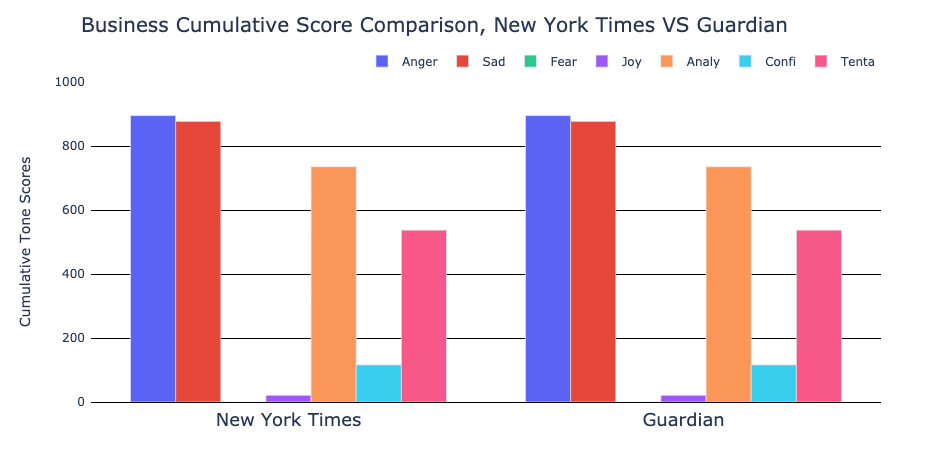 Business Cumulative Score Comparison, New York Times VS Guardian
Anger Sad Fear Joy Analy Confi Tenta
1000
800
600
400
200
0
Cumulative Tone Scores
New York Times Guardian